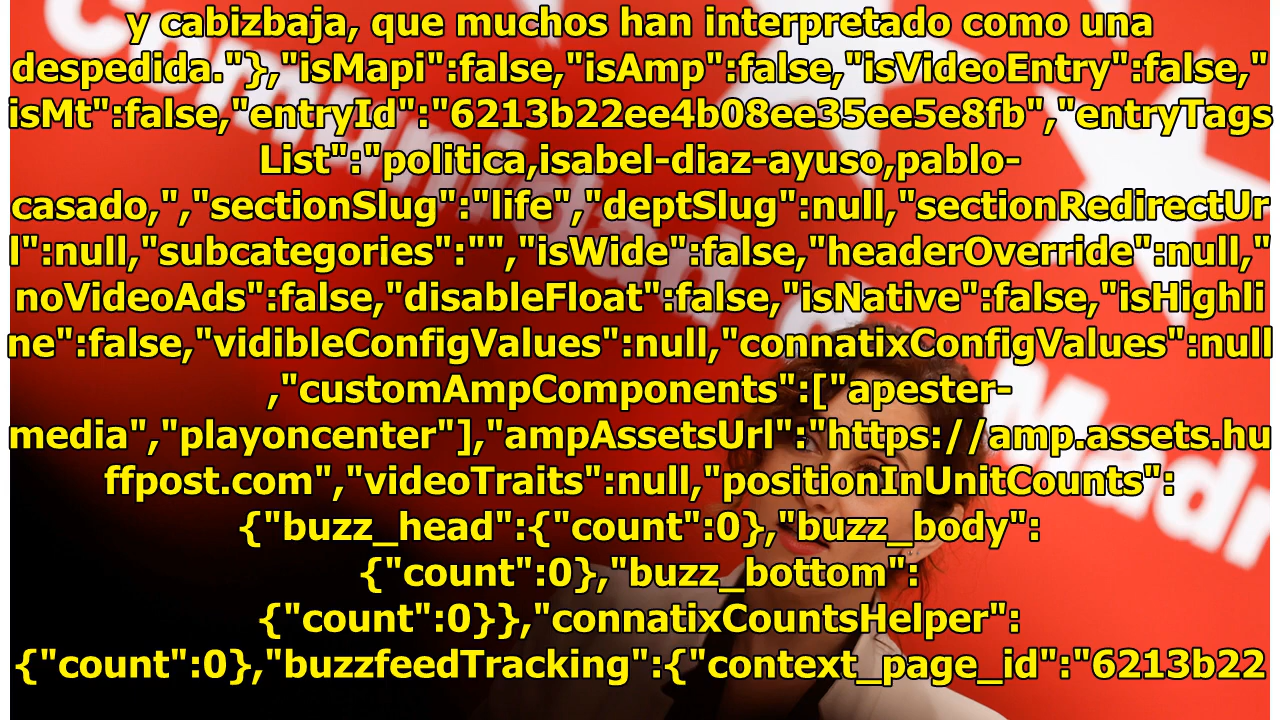 y cabizbaja, que muchos han interpretado como una
despedida."},"isMapi":false,"isAmp":false,"isVideoEntry":false,"
isMt":false,"entryId":"6213b22ee4b08ee35ee5e8fb","entryTags
List":"politica,isabel-diaz-ayuso,pablo-
casado,","sectionSlug":"life","deptSlug":null,"sectionRedirectUr
l":null,"subcategories":"","isWide":false,"headerOverride":null,"
noVideoAds":false,"disableFloat":false,"isNative":false,"isHighli
ne":false,"vidibleConfigValues":null,"connatixConfigValues":null
,"customAmpComponents":["apester-
media","playoncenter"],"ampAssetsUrl":"https://amp.assets.hu
ffpost.com","videoTraits":null,"positionInUnitCounts":
{"buzz_head":{"count":0},"buzz_body":
{"count":0},"buzz_bottom":
{"count":0}},"connatixCountsHelper":
{"count":0},"buzzfeedTracking":{"context_page_id":"6213b22
Comunidad de
Madr